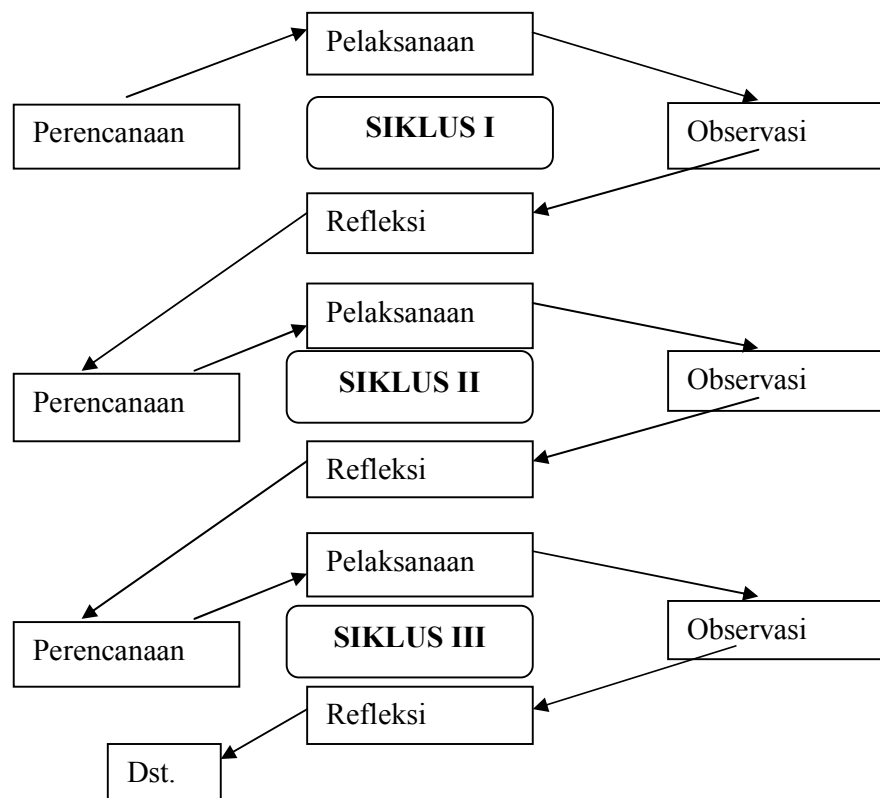 Pelaksanaan
Perencanaan
SIKLUS I
Observasi
Refleksi
Pelaksanaan
Perencanaan
SIKLUS II
Observasi
Refleksi
Pelaksanaan
Perencanaan
SIKLUS III
Observasi
Refleksi
Dst.